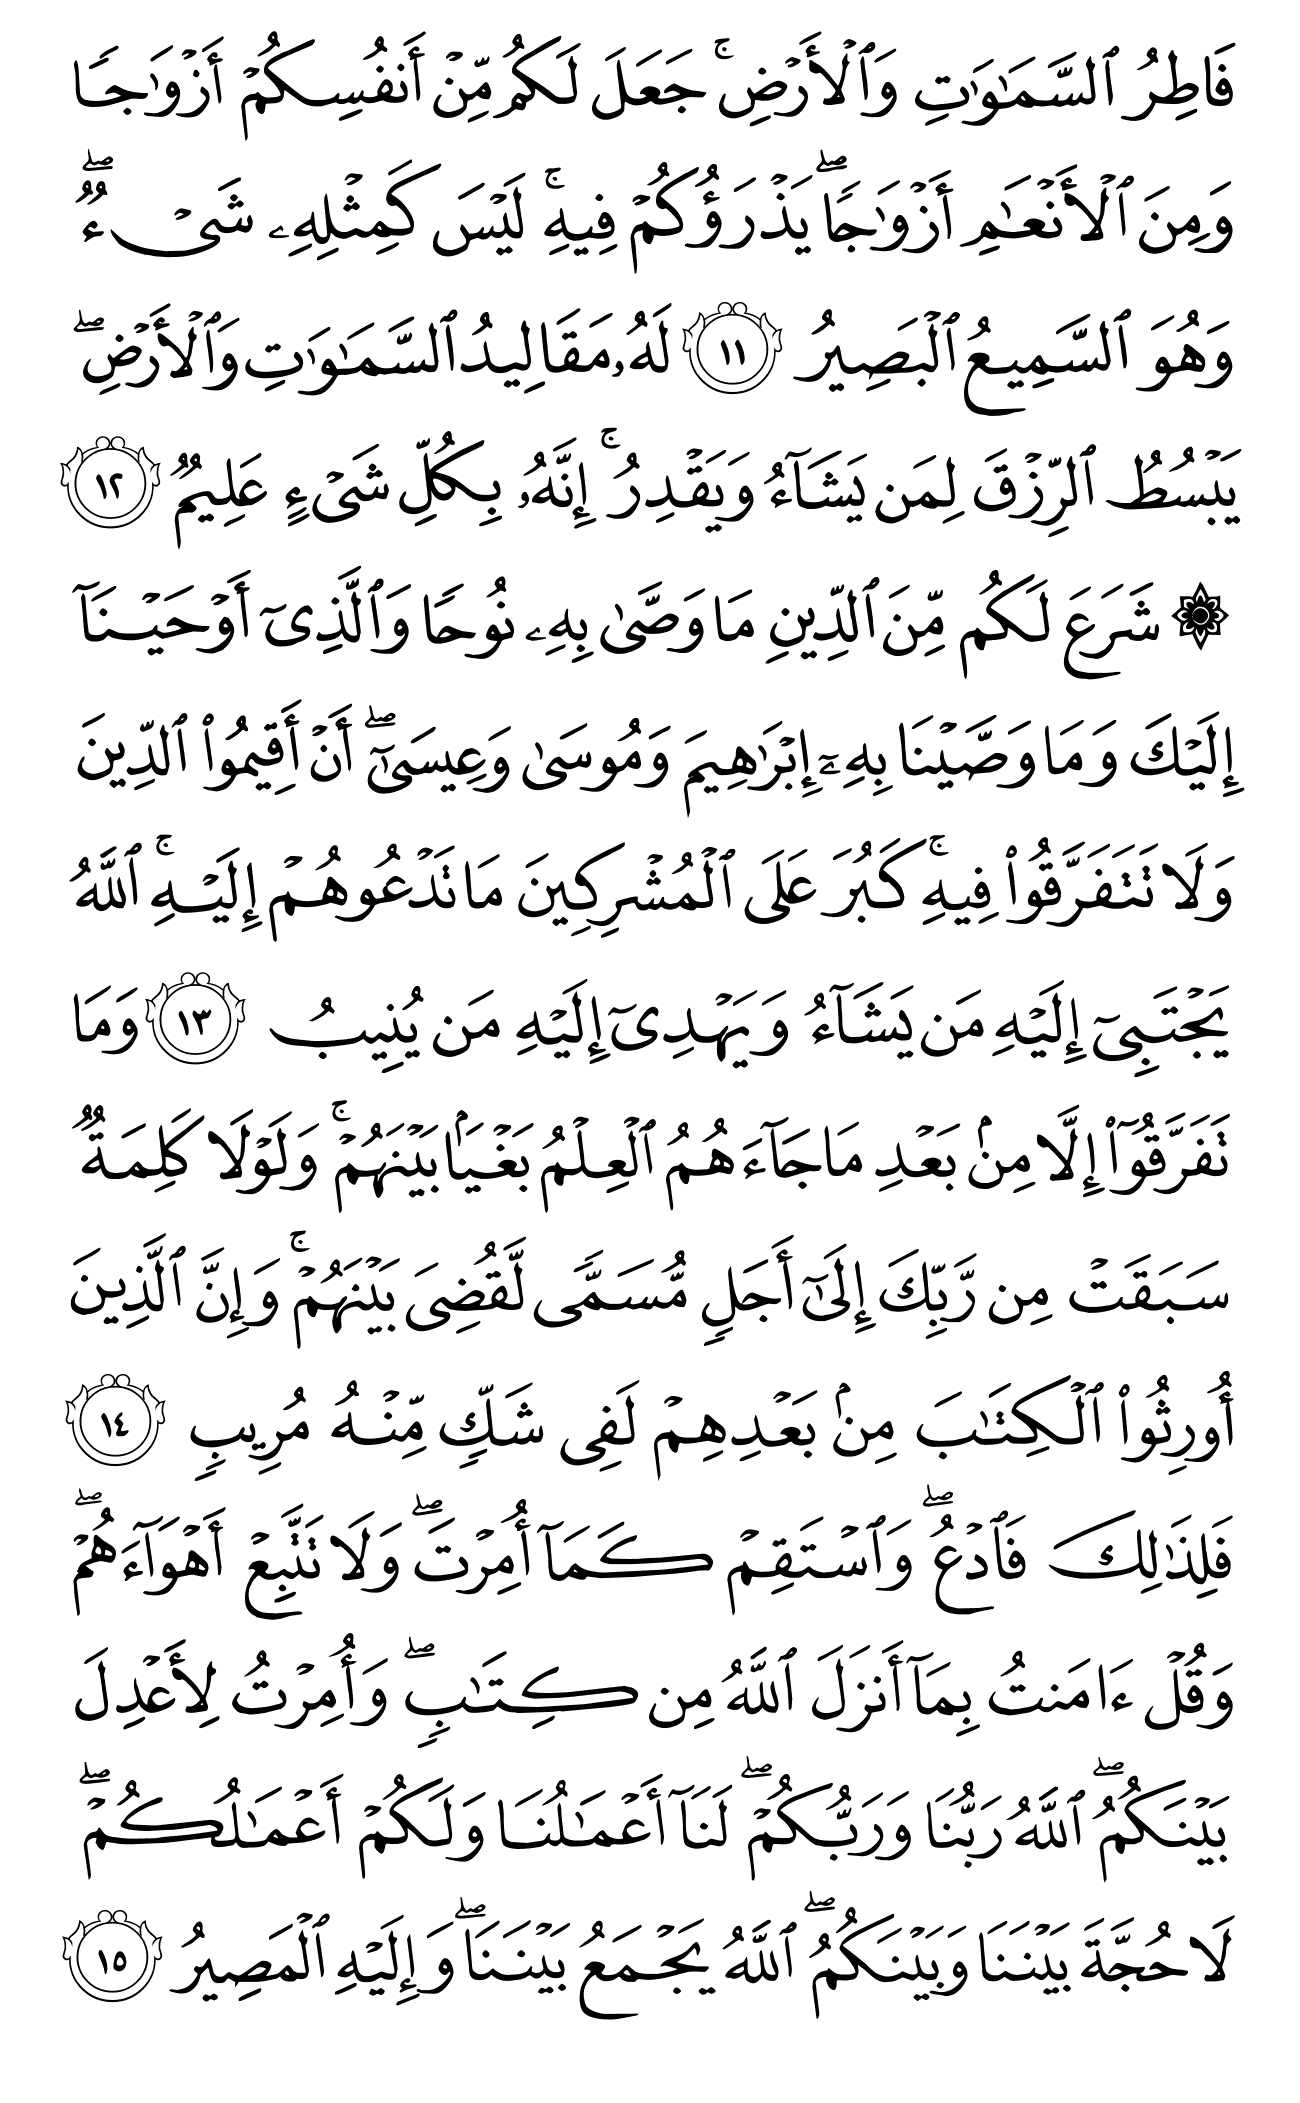 فَاطِرُ ٱلسَّمَٰوَٰتِ وَٱلْأَرْضِ ۚ جَعَلَ لَكُم مِّنْ أَنفُسِكُمْ أَزْوَٰجًا
وَمِنَ ٱلْأَنْعَٰمِ أَزْوَٰجًا ۖ يَذْرَؤُكُمْ فِيهِ ۚ لَيْسَ كَمِثْلِهِۦ شَىْءٌ ۖ
وَهُوَ ٱلسَّمِيعُ ٱلْبَصِيرُ ١١ لَهُۥ مَقَالِيدُ ٱلسَّمَٰوَٰتِ وَٱلْأَرْضِ ۖ
يَبْسُطُ ٱلرِّزْقَ لِمَن يَشَآءُ وَيَقْدِرُ ۚ إِنَّهُۥ بِكُلِّ شَىْءٍ عَلِيمٌ ١٢
۞ شَرَعَ لَكُم مِّنَ ٱلدِّينِ مَا وَصَّىٰ بِهِۦ نُوحًا وَٱلَّذِىٓ أَوْحَيْنَآ
إِلَيْكَ وَمَا وَصَّيْنَا بِهِۦٓ إِبْرَٰهِيمَ وَمُوسَىٰ وَعِيسَىٰٓ ۖ أَنْ أَقِيمُوا۟ ٱلدِّينَ
وَلَا تَتَفَرَّقُوا۟ فِيهِ ۚ كَبُرَ عَلَى ٱلْمُشْرِكِينَ مَا تَدْعُوهُمْ إِلَيْهِ ۚ ٱللَّهُ
يَجْتَبِىٓ إِلَيْهِ مَن يَشَآءُ وَيَهْدِىٓ إِلَيْهِ مَن يُنِيبُ ١٣ وَمَا
تَفَرَّقُوٓا۟ إِلَّا مِنۢ بَعْدِ مَا جَآءَهُمُ ٱلْعِلْمُ بَغْيًۢا بَيْنَهُمْ ۚ وَلَوْلَا كَلِمَةٌ
سَبَقَتْ مِن رَّبِّكَ إِلَىٰٓ أَجَلٍ مُّسَمًّى لَّقُضِىَ بَيْنَهُمْ ۚ وَإِنَّ ٱلَّذِينَ
أُورِثُوا۟ ٱلْكِتَٰبَ مِنۢ بَعْدِهِمْ لَفِى شَكٍّ مِّنْهُ مُرِيبٍ ١٤
فَلِذَٰلِكَ فَٱدْعُ ۖ وَٱسْتَقِمْ كَمَآ أُمِرْتَ ۖ وَلَا تَتَّبِعْ أَهْوَآءَهُمْ ۖ
وَقُلْ ءَامَنتُ بِمَآ أَنزَلَ ٱللَّهُ مِن كِتَٰبٍ ۖ وَأُمِرْتُ لِأَعْدِلَ
بَيْنَكُمُ ۖ ٱللَّهُ رَبُّنَا وَرَبُّكُمْ ۖ لَنَآ أَعْمَٰلُنَا وَلَكُمْ أَعْمَٰلُكُمْ ۖ
لَا حُجَّةَ بَيْنَنَا وَبَيْنَكُمُ ۖ ٱللَّهُ يَجْمَعُ بَيْنَنَا ۖ وَإِلَيْهِ ٱلْمَصِيرُ ١٥